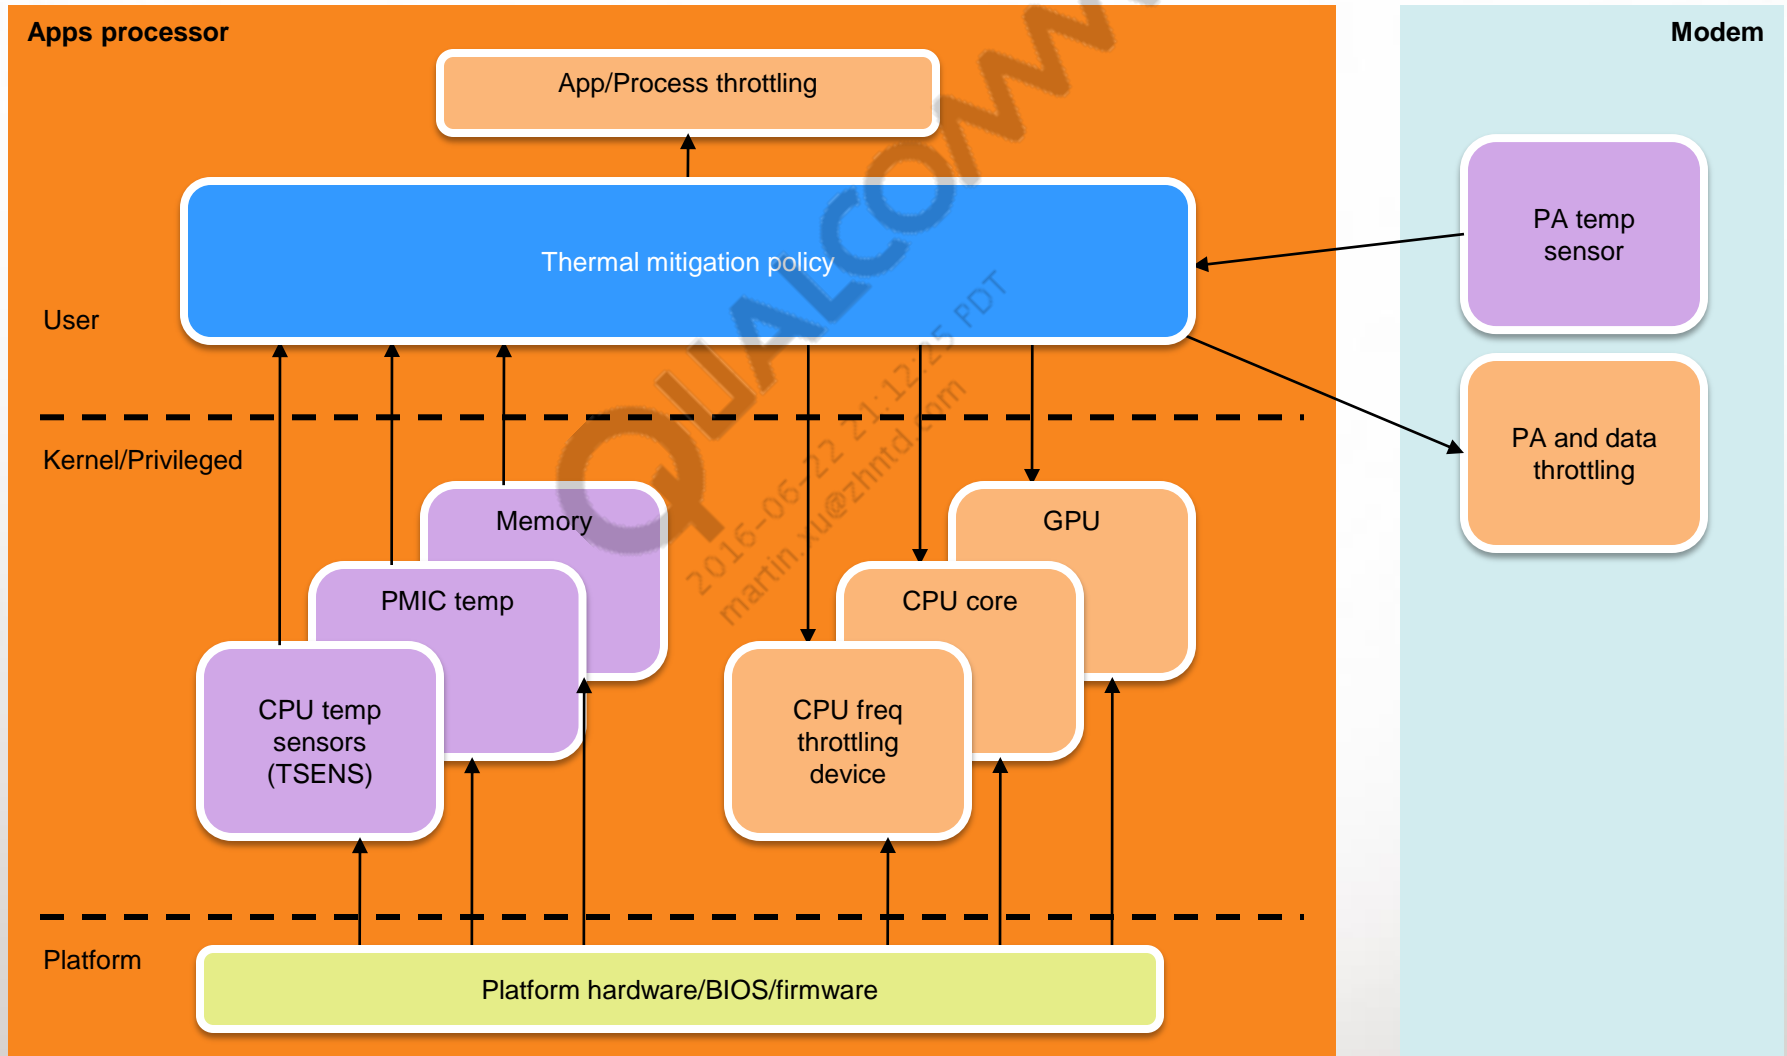 Apps processor
Modem
App/Process throttling
PA temp
sensor
Thermal mitigation policy
User
PA and data
throttling
Kernel/Privileged
Memory
GPU
PMIC temp
CPU core
CPU temp
sensors
(TSENS)
CPU freq
throttling
device
Platform
Platform hardware/BIOS/firmware
QUALCOMM
2016-06-22 21:12:25 PDT
martin.xu@zhntd.com